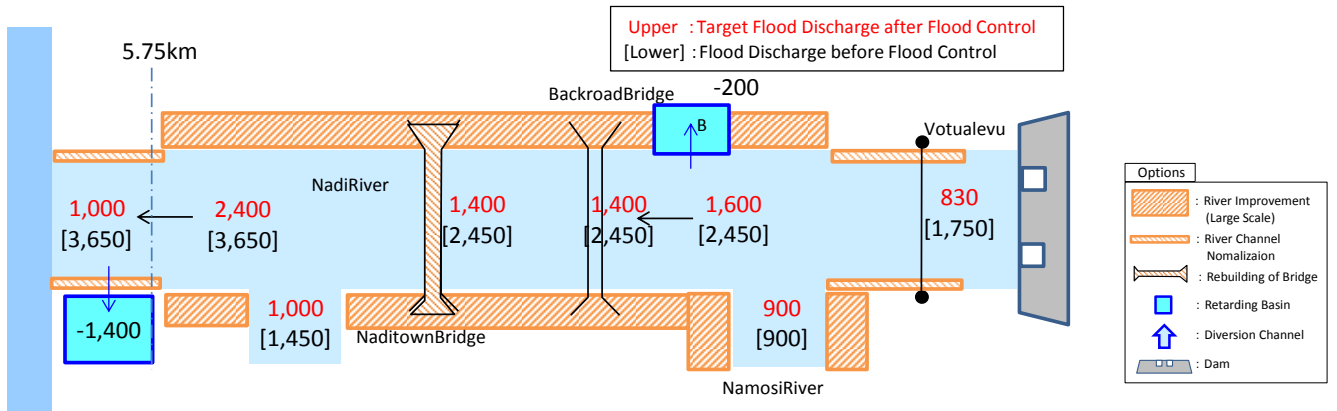 Upper : Target Flood Discharge after Flood Control
[Lower] : Flood Discharge before Flood Control
5.75km
BackroadBridge
-200
B
Votualevu
NadiRiver
1,000
[3,650]
2,400
[3,650]
1,400
[2,450]
1,400
[2,450]
1,600
[2,450]
830
[1,750]
-1,400
1,000
[1,450]
NaditownBridge
900
[900]
NamosiRiver
Options
: River Improvement
(Large Scale)
: River Channel
Nomalizaion
: Rebuilding of Bridge
: Retarding Basin
: Diversion Channel
: Dam